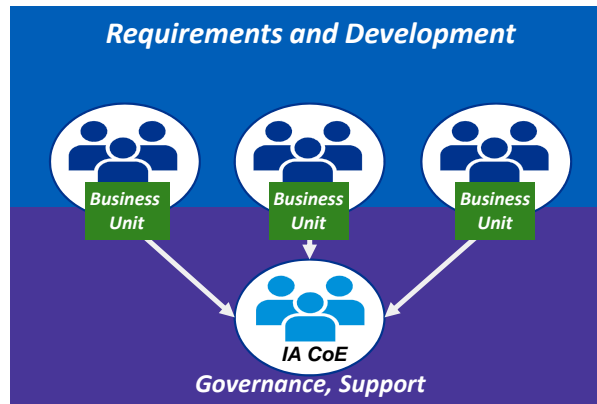 Requirements and Development
Business
Unit
Business
Unit
Business
Unit
IA CoE
Governance, Support